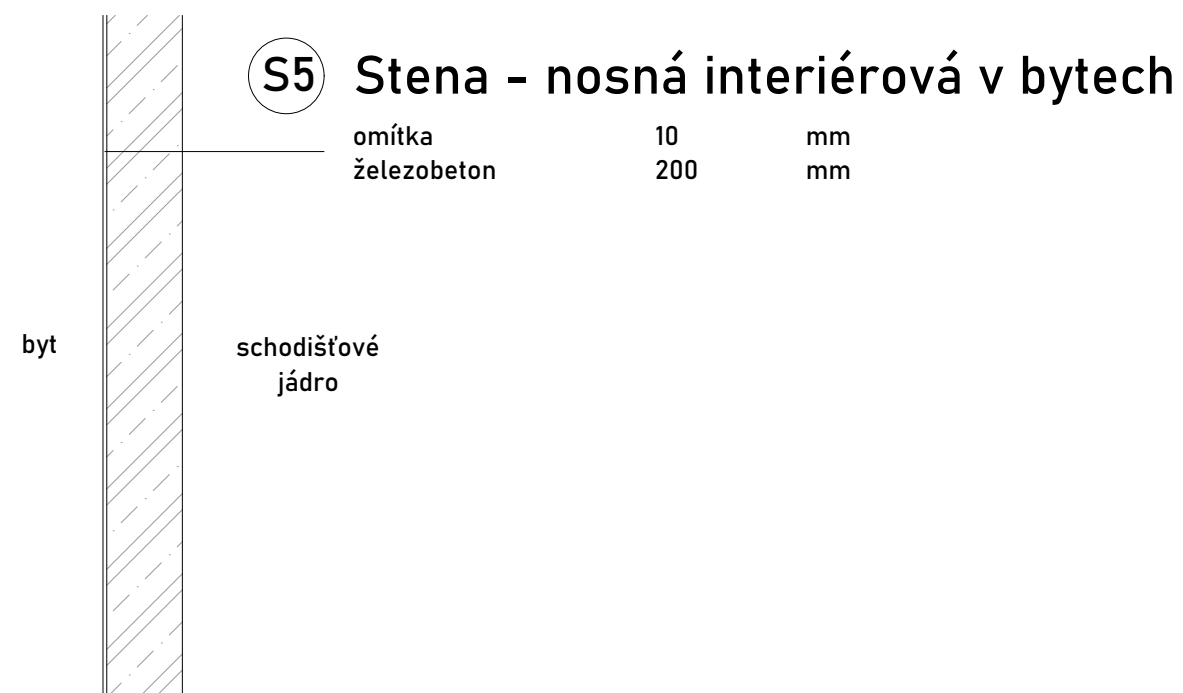 S5 Stena - nosná interiérová v bytech
omítka 10 mm
železobeton 200 mm
byt
schodišťové
jádro